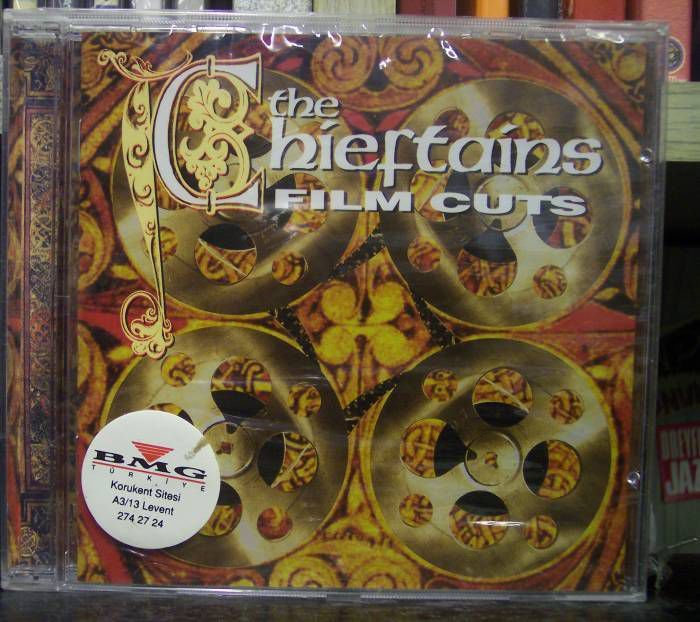 the
Chieftains
FILM CUTS
BMG
TÜRKİYE
Korukent Sitesi
A3/13 Levent
274 27 24
JAZ